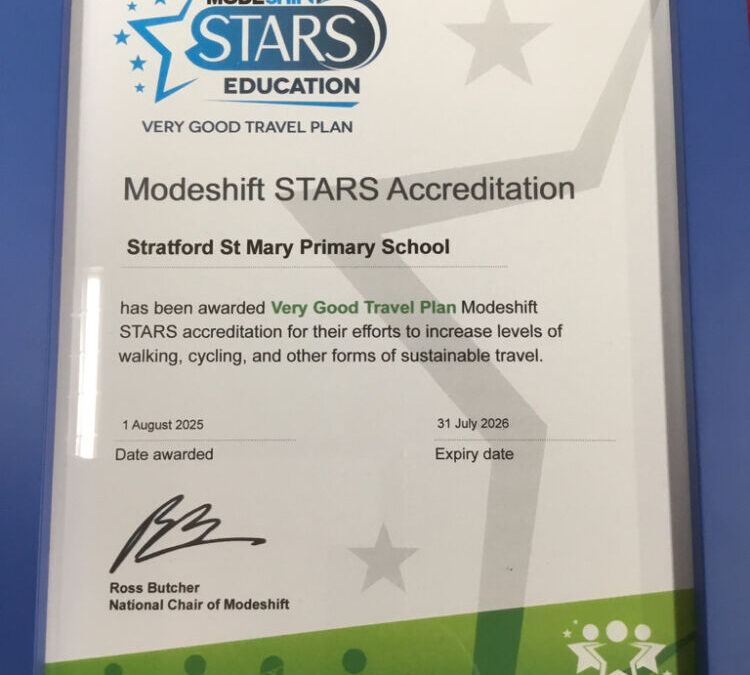 MODESHIFT
STARS
EDUCATION
VERY GOOD TRAVEL PLAN
Modeshift STARS Accreditation
Stratford St Mary Primary School
has been awarded Very Good Travel Plan Modeshift
STARS accreditation for their efforts to increase levels of
walking, cycling, and other forms of sustainable travel.
1 August 2025 31 July 2026
Date awarded Expiry date
Ross Butcher
National Chair of Modeshift